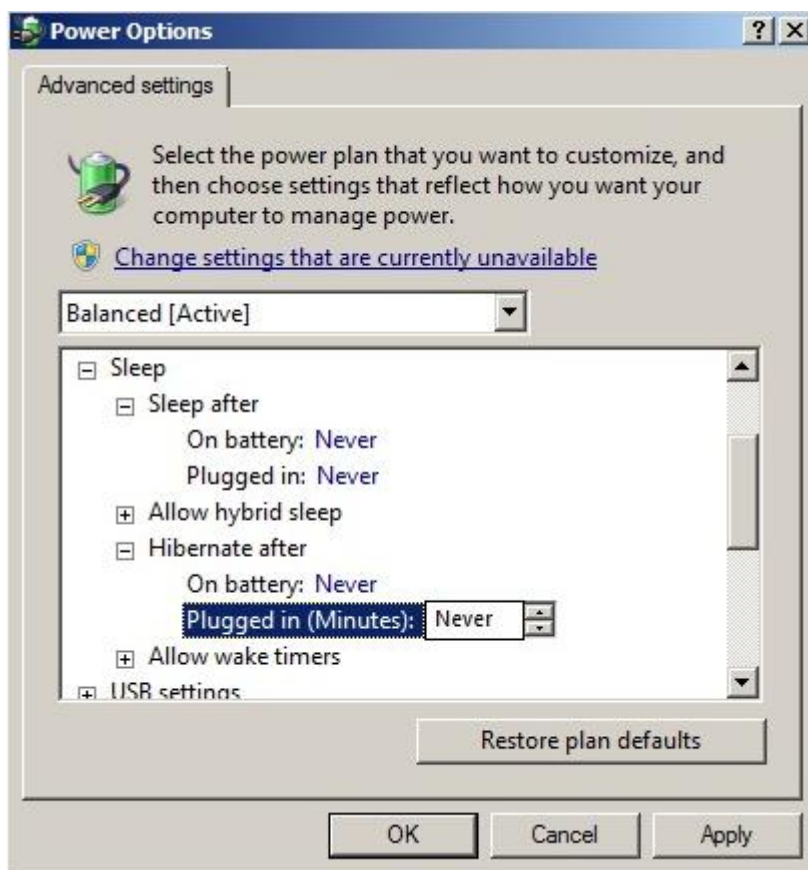 Power Options
Advanced settings
Select the power plan that you want to customize, and
then choose settings that reflect how you want your
computer to manage power.
Change settings that are currently unavailable
Balanced [Active]
Sleep
Sleep after
On battery: Never
Plugged in: Never
Allow hybrid sleep
Hibernate after
On battery: Never
Plugged in (Minutes): Never
Allow wake timers
USB settings
Restore plan defaults
OK Cancel Apply